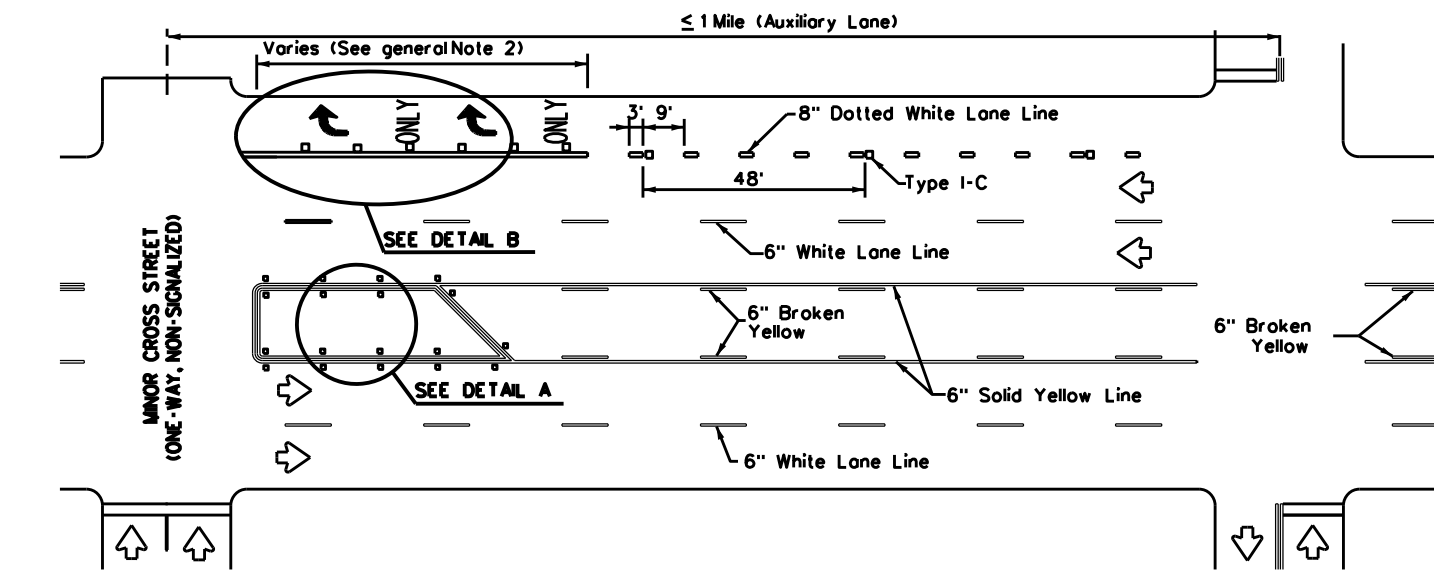 ≤ 1 Mile (Auxiliary Lane)
Varies (See general Note 2)
ONLY
ONLY
3' 9'
8" Dotted White Lane Line
48'
Type I-C
SEE DETAIL B
6" White Lane Line
MINOR CROSS STREET
(ONE-WAY, NON-SIGNALIZED)
6" Broken
Yellow
6" Broken
Yellow
SEE DETAIL A
6" Solid Yellow Line
6" White Lane Line